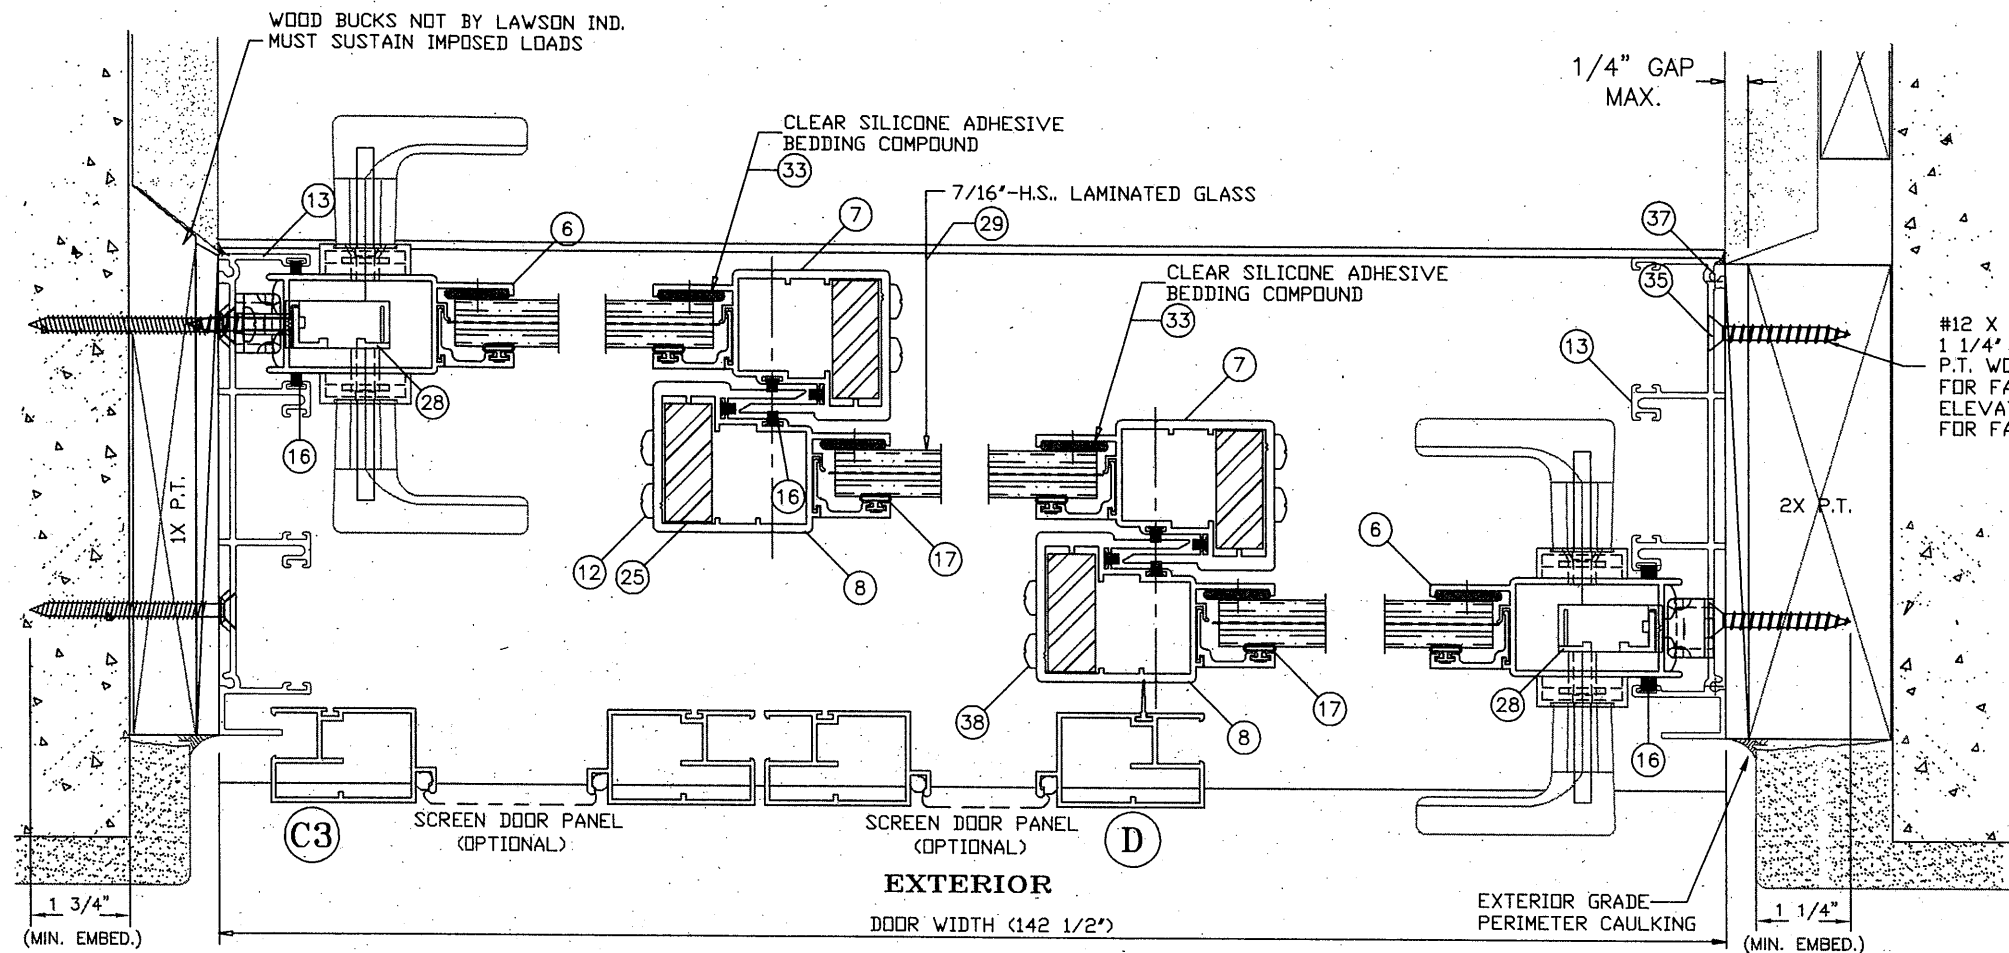 WOOD BUCKS NOT BY LAWSON IND.
MUST SUSTAIN IMPOSED LOADS
1/4" GAP
MAX.
CLEAR SILICONE ADHESIVE
BEDDING COMPOUND
33
7/16"-H.S.. LAMINATED GLASS
29
13
6
7
37
CLEAR SILICONE ADHESIVE
BEDDING COMPOUND
33
35
13
#12 X
1 1/4"
P.T. WO
FOR FA
ELEVA
FOR FA
7
28
16
16
1X P.T.
2X P.T.
12
25
8
17
6
38
8
17
28
16
C3
SCREEN DOOR PANEL
(OPTIONAL)
SCREEN DOOR PANEL
(OPTIONAL)
D
EXTERIOR
DOOR WIDTH (142 1/2")
EXTERIOR GRADE
PERIMETER CAULKING
1 3/4"
(MIN. EMBED.)
1 1/4"
(MIN. EMBED.)